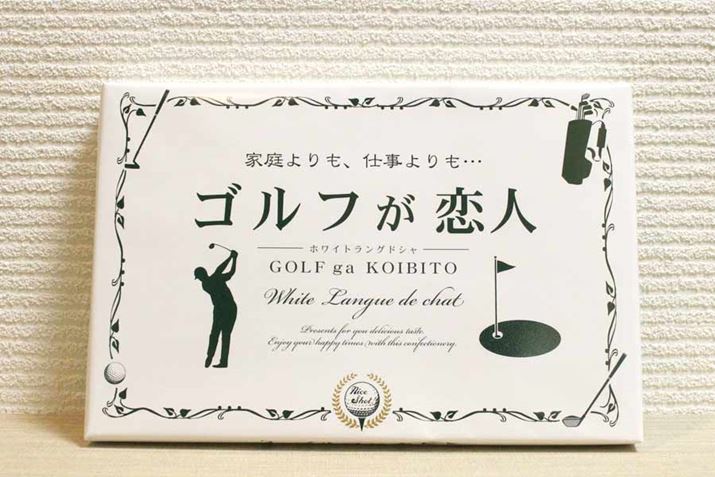 家庭よりも、仕事よりも…
ゴルフが恋人
ホワイトラングドシャ
GOLF ga KOIBITO
White Langue de chat
Presents for you delicious taste.
Enjoy your happy times with this confectionery.
Nice
Shot!